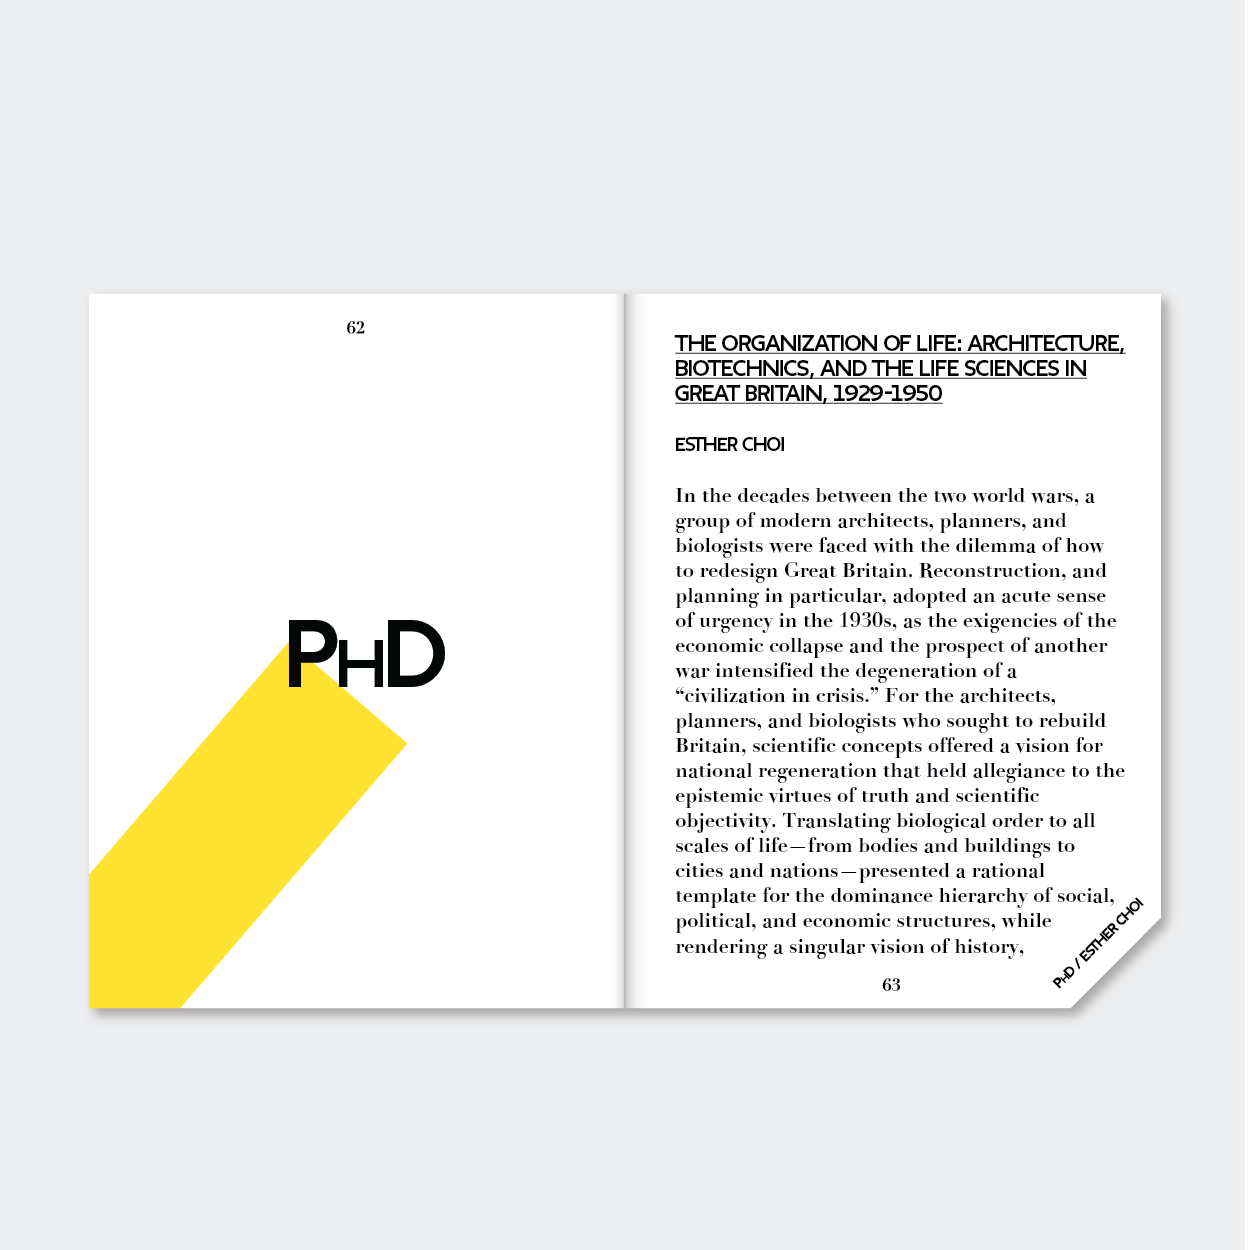 62
PHD
THE ORGANIZATION OF LIFE: ARCHITECTURE,
BIOTECHNICS, AND THE LIFE SCIENCES IN
GREAT BRITAIN, 1929-1950
ESTHER CHOI
In the decades between the two world wars, a
group of modern architects, planners, and
biologists were faced with the dilemma of how
to redesign Great Britain. Reconstruction, and
planning in particular, adopted an acute sense
of urgency in the 1930s, as the exigencies of the
economic collapse and the prospect of another
war intensified the degeneration of a
“civilization in crisis.” For the architects,
planners, and biologists who sought to rebuild
Britain, scientific concepts offered a vision for
national regeneration that held allegiance to the
epistemic virtues of truth and scientific
objectivity. Translating biological order to all
scales of life—from bodies and buildings to
cities and nations—presented a rational
template for the dominance hierarchy of social,
political, and economic structures, while
rendering a singular vision of history,
63
PHD / ESTHER CHOI